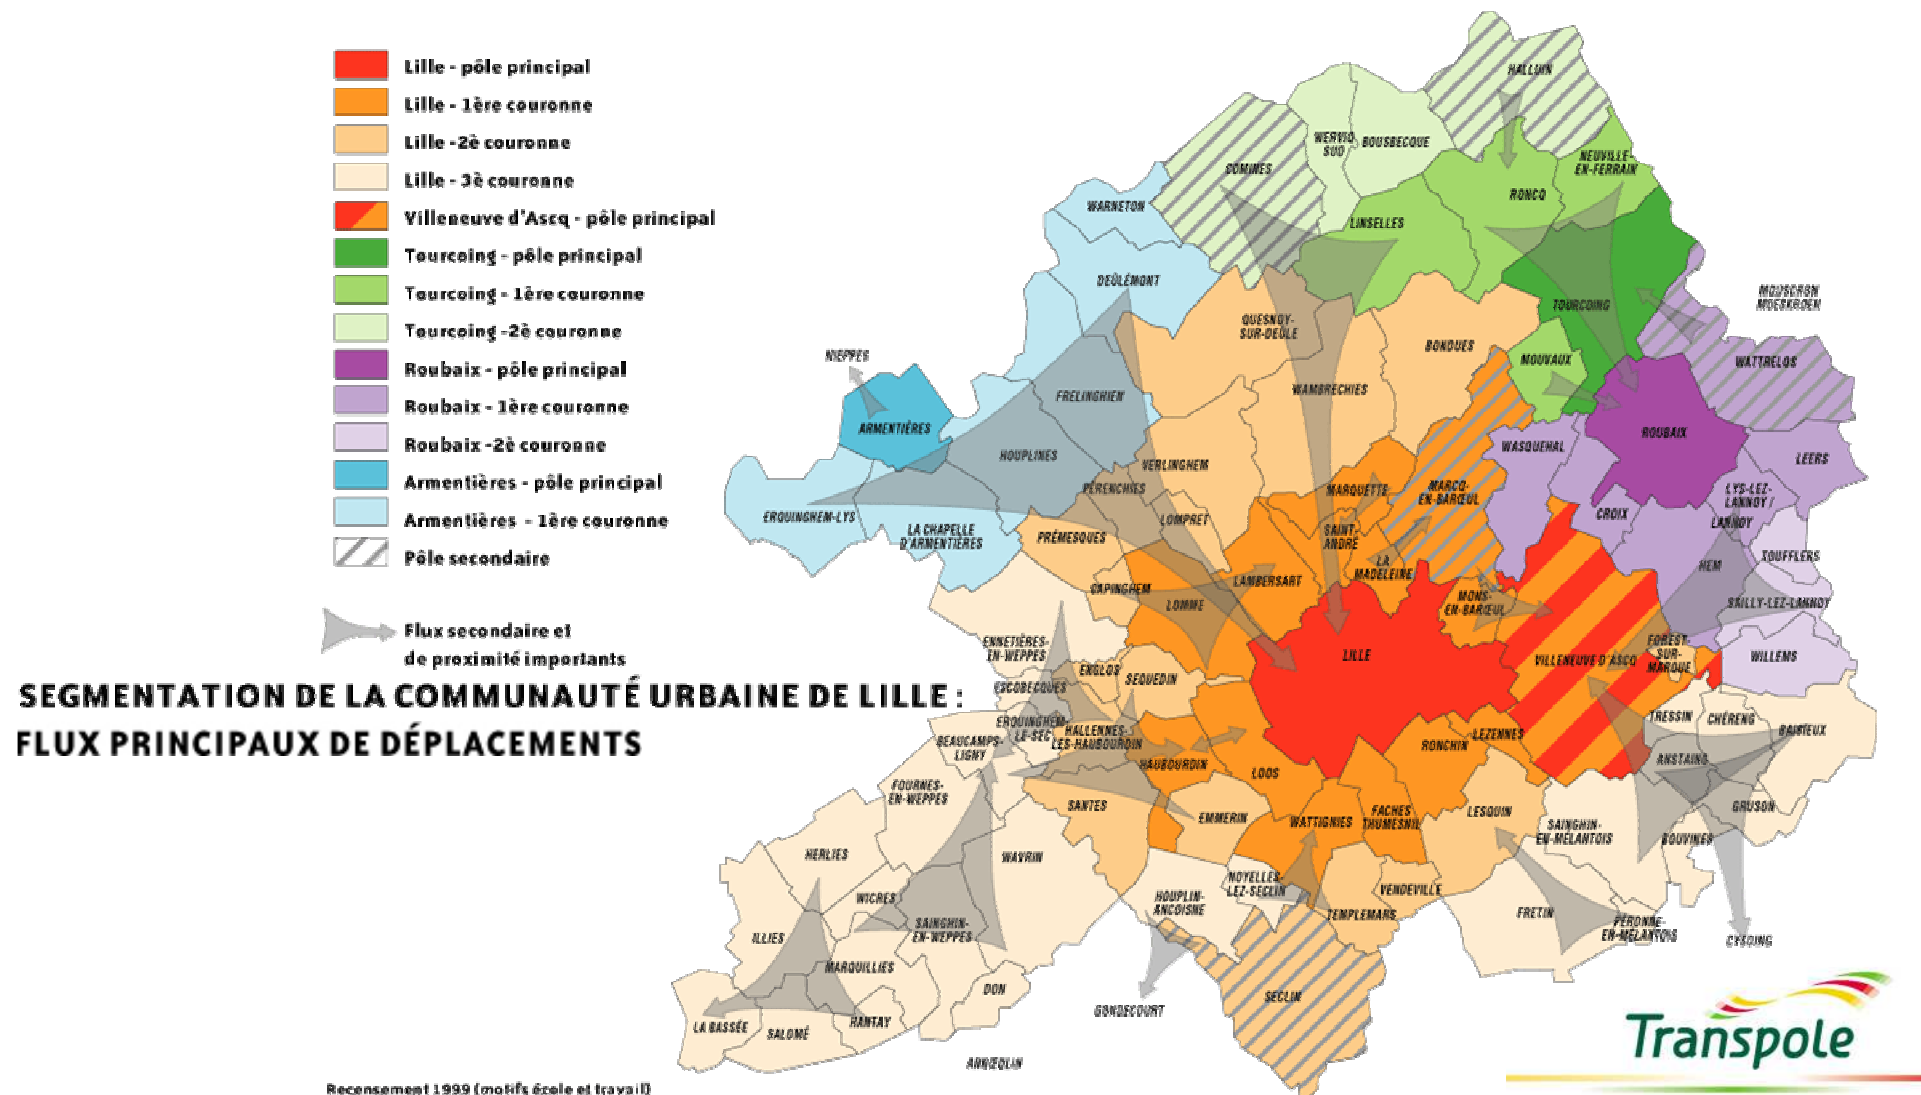 Lille - pôle principal
Lille - 1ère couronne
Lille -2è couronne
Lille - 3è couronne
Villeneuve d'Ascq - pôle principal
Tourcoing - pôle principal
Tourcoing - 1ère couronne
Tourcoing -2è couronne
Roubaix - pôle principal
Roubaix - 1ère couronne
Roubaix -2è couronne
Armentières - pôle principal
Armentières - 1ère couronne
Pôle secondaire
Flux secondaire et
de proximité importants
SEGMENTATION DE LA COMMUNAUTÉ URBAINE DE LILLE :
FLUX PRINCIPAUX DE DÉPLACEMENTS
HALLUIN
WERVIQ
SUD
BOUSBECQUE
COMINES
NEUVILLE-
EN-FERRAIN
RONCQ
LINSELLES
WARNETON
DEÛLÉMONT
TOURCOING
MOUSCRON
MOESKROEN
QUESNOY-
SUR-DEÛLE
BONDUES
MOUVAUX
WATTRELOS
NIEPPES
WAMBRECHIES
FRELINGHIEN
ARMENTIÈRES
ROUBAIX
WASQUEHAL
HOUPLINES
VERLINGHEM
LEERS
PÉRENCHIES
MARQUETTE
MARCQ-
EN-BARŒUL
LYS-LEZ-
LANNOY /
LANNOY
ERQUINGHEM-LYS
LA CHAPELLE
D'ARMENTIÈRES
PRÉMESQUES
LOMPRET
SAINT-
ANDRÉ
CROIX
LA
MADELEINE
HEM
TOUFFLERS
CAPINGHEM
LAMBERSART
LOMME
MONS-
EN-BARŒUL
SAILLY-LEZ-LANNOY
ENNETIÈRES-
EN-WEPPES
LILLE
VILLENEUVE D'ASCQ
FOREST-
SUR-
MARQUE
WILLEMS
ENGLOS
SEQUEDIN
ESCOBECQUES
ERQUINGHEM-
LE-SEC
HALLENNES-
LES-HAUBOURDIN
BEAUCAMPS-
LIGNY
TRESSIN
CHÉRENG
BAISIEUX
HAUBOURDIN
LOOS
RONCHIN
LEZENNES
ANSTAING
FOURNES-
EN-WEPPES
SANTES
EMMERIN
WATTIGNIES
FACHES
THUMESNIL
LESQUIN
GRUSON
SAINGHIN-
EN-MÉLANTOIS
BOUVINES
HERLIES
WAVRIN
WICRES
HOUPLIN-
ANCOISNE
NOYELLES-
LEZ-SECLIN
VENDEVILLE
TEMPLEMARS
FRETIN
PÉRONNE-
EN-MÉLANTOIS
CYSOING
ILLIES
SAINGHIN-
EN-WEPPES
MARQUILLIES
DON
SECLIN
GONDECOURT
LA BASSÉE
SALOMÉ
HANTAY
ANNŒULIN
Transpole
Recensement 1999 (motifs école et travail)